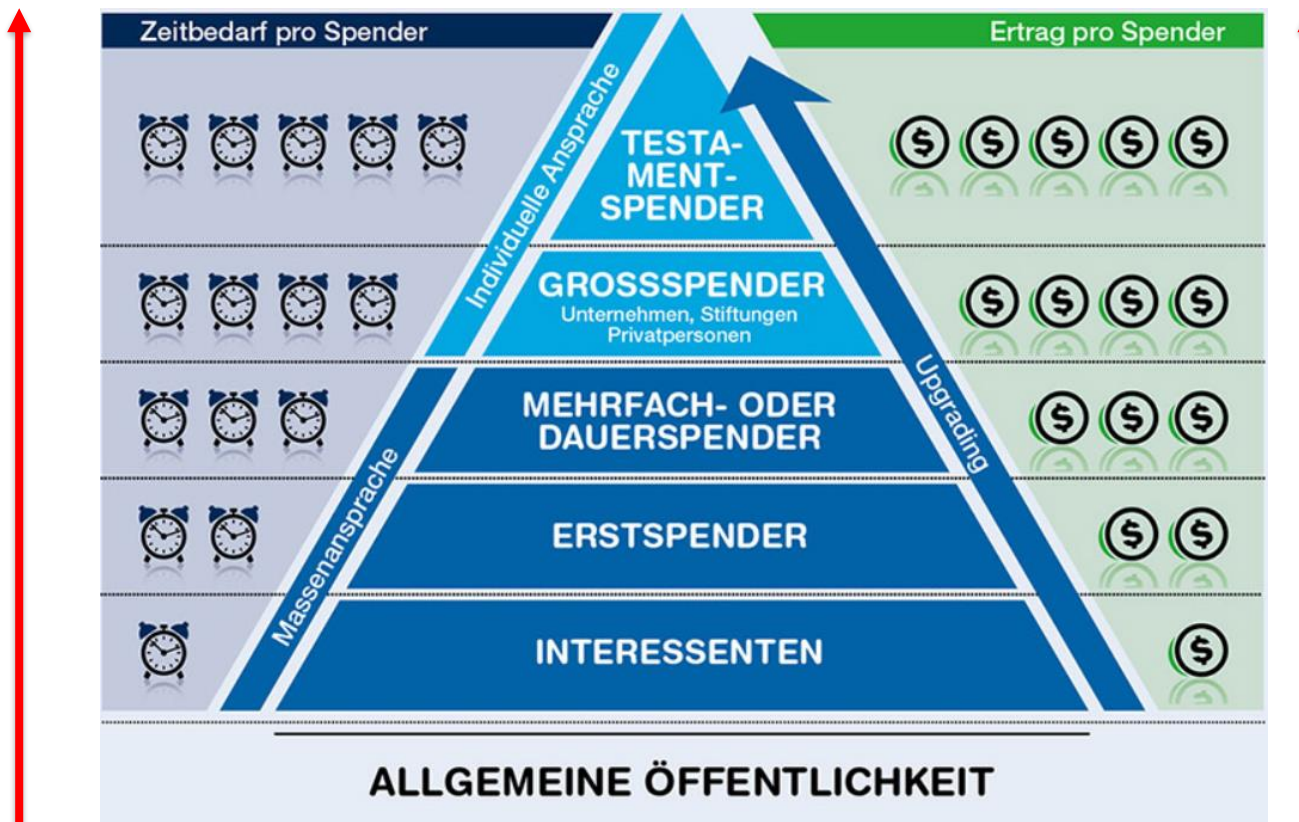 Zeitbedarf pro Spender
Ertrag pro Spender
Individuelle Ansprache
TESTA-
MENT-
SPENDER
GROSSSPENDER
Unternehmen, Stiftungen
Privatpersonen
Upgrading
MEHRFACH- ODER
DAUERSPENDER
Massenansprache
ERSTSPENDER
INTERESSENTEN
ALLGEMEINE ÖFFENTLICHKEIT